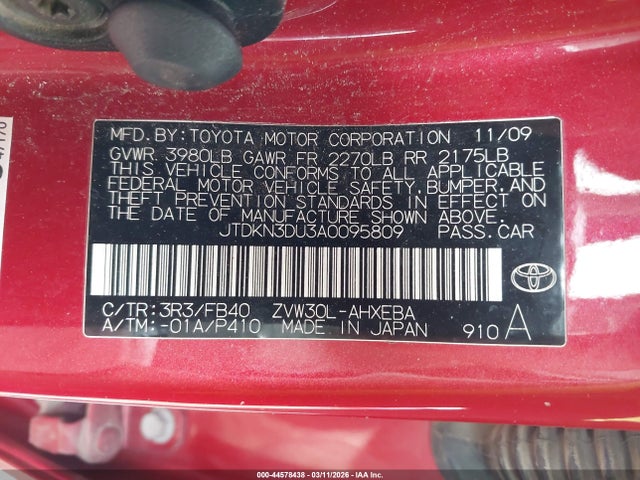 MFD. BY: TOYOTA MOTOR CORPORATION 11/09
GVWR 3980LB GAWR FR 2270LB RR 2175LB
THIS VEHICLE CONFORMS TO ALL APPLICABLE
FEDERAL MOTOR VEHICLE SAFETY, BUMPER, AND
THEFT PREVENTION STANDARDS IN EFFECT ON
THE DATE OF MANUFACTURE SHOWN ABOVE.
JTDKN3DU3A0095809 PASS.CAR
C/TR: 3R3/FB40 ZVW30L-AHXEBA
A/TM: -01A/P410 MADE IN JAPAN 910 A
000-44578438 - 03/11/2026 - IAA Corp.